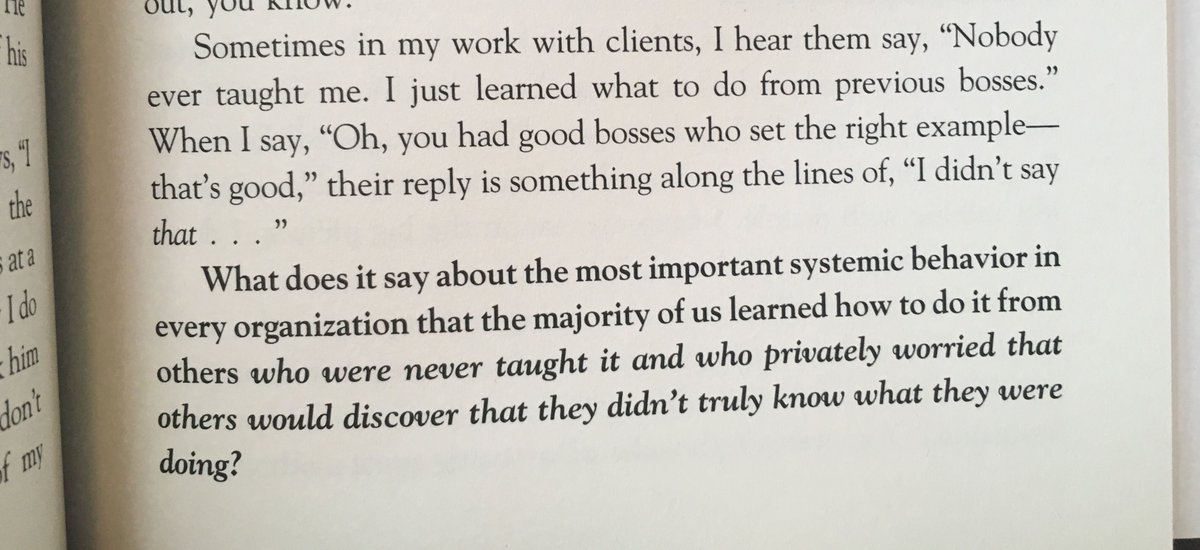 his
out, you know.
Sometimes in my work with clients, I hear them say, “Nobody
ever taught me. I just learned what to do from previous bosses.”
When I say, “Oh, you had good bosses who set the right example—
that’s good,” their reply is something along the lines of, “I didn’t say
that . . . ”
What does it say about the most important systemic behavior in
every organization that the majority of us learned how to do it from
others who were never taught it and who privately worried that
others would discover that they didn’t truly know what they were
doing?
“I
the
at a
I do
him
don’t
my